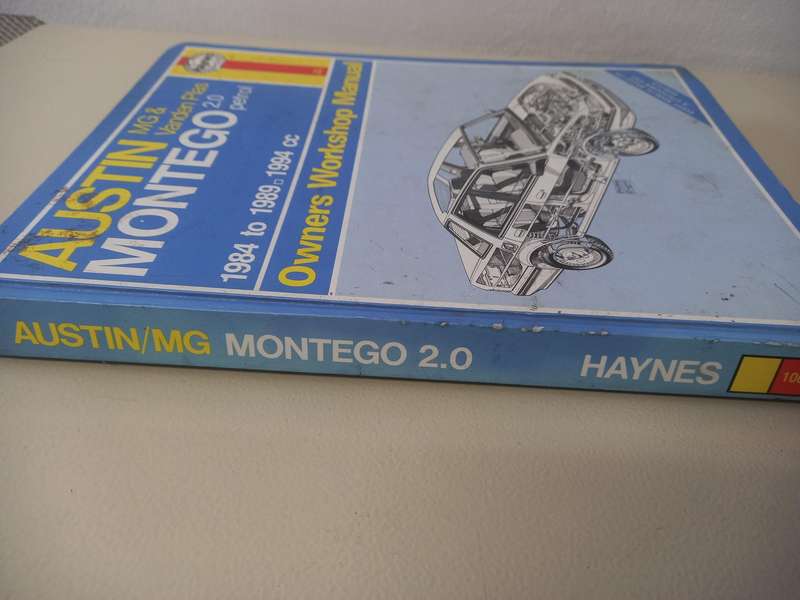 AUSTIN MG &
Vanden Plas
MONTEGO 2.0
petrol
1984 to 1989 □ 1994 cc
Owners Workshop Manual
AUSTIN/MG MONTEGO 2.0 HAYNES